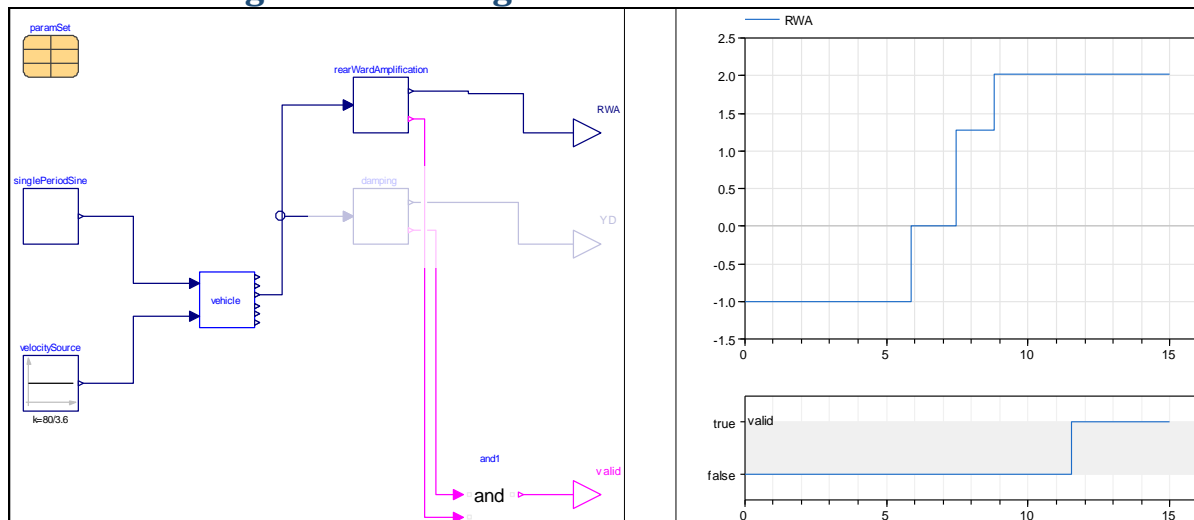 paramSet
rearWardAmplification
RWA
singlePeriodSine
damping
YD
vehicle
velocitySource
k=80/3.6
and1
and
valid
RWA
2.5
2.0
1.5
1.0
0.5
0.0
-0.5
-1.0
-1.5
0
5
10
15
true
valid
false
0
5
10
15